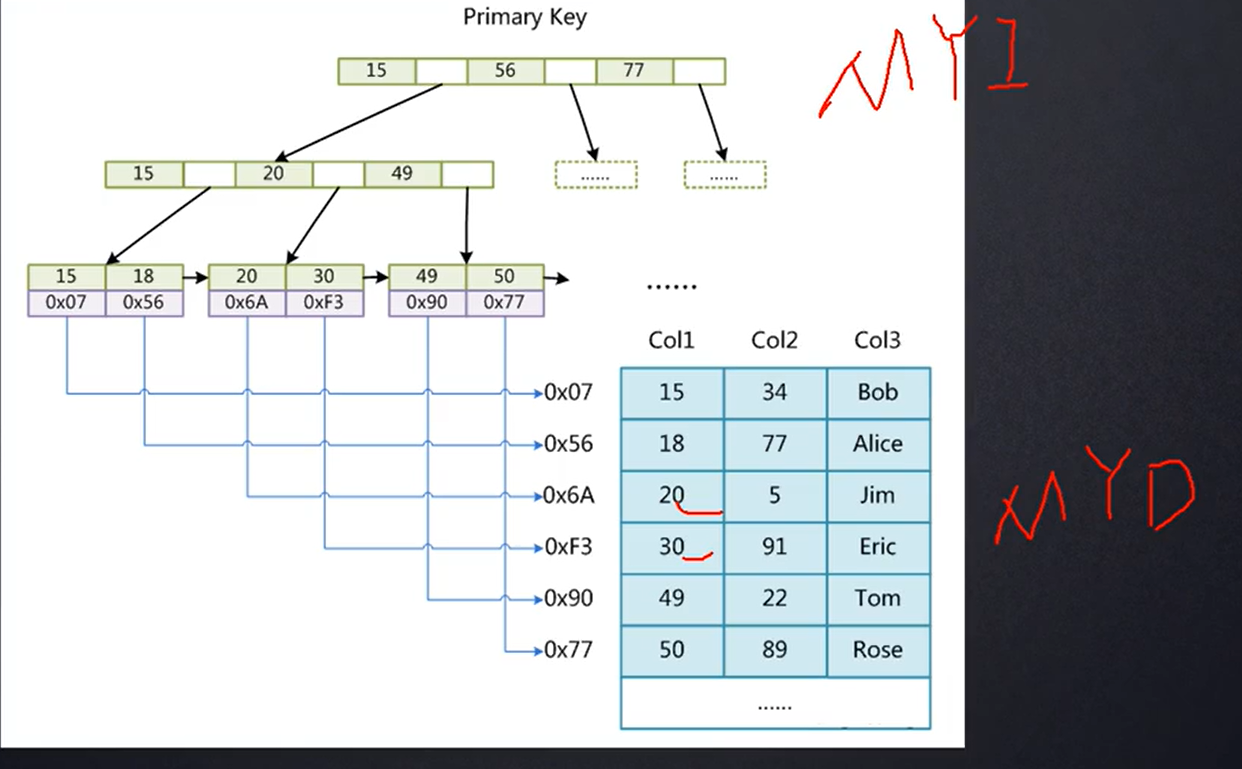 Primary Key
MYI
15 56 77
15 20 49
...... ......
15 18 20 30 49 50
0x07 0x56 0x6A 0xF3 0x90 0x77
......
Col1 Col2 Col3
0x07 15 34 Bob
0x56 18 77 Alice
0x6A 20 5 Jim
MYD
0xF3 30 91 Eric
0x90 49 22 Tom
0x77 50 89 Rose
......